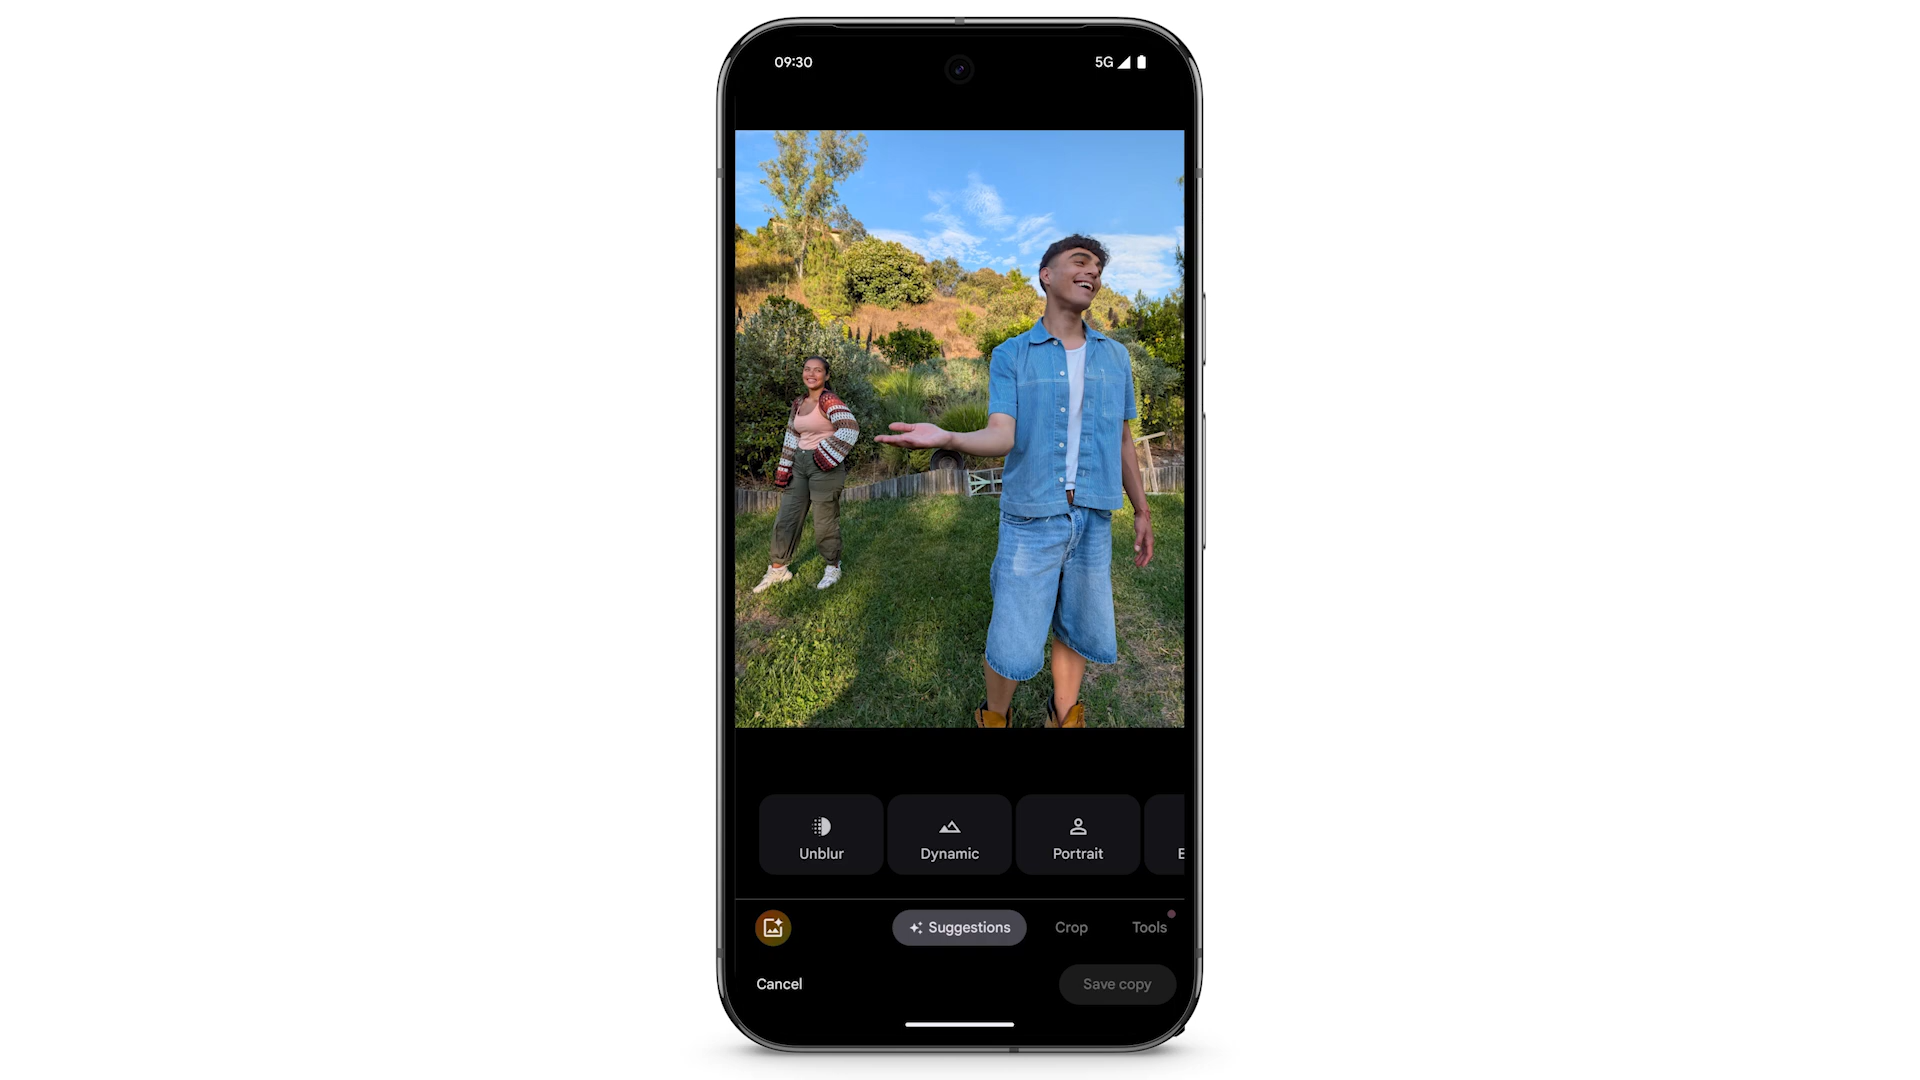 09:30
5G
Unblur
Dynamic
Portrait
Suggestions
Crop
Tools
Cancel
Save copy